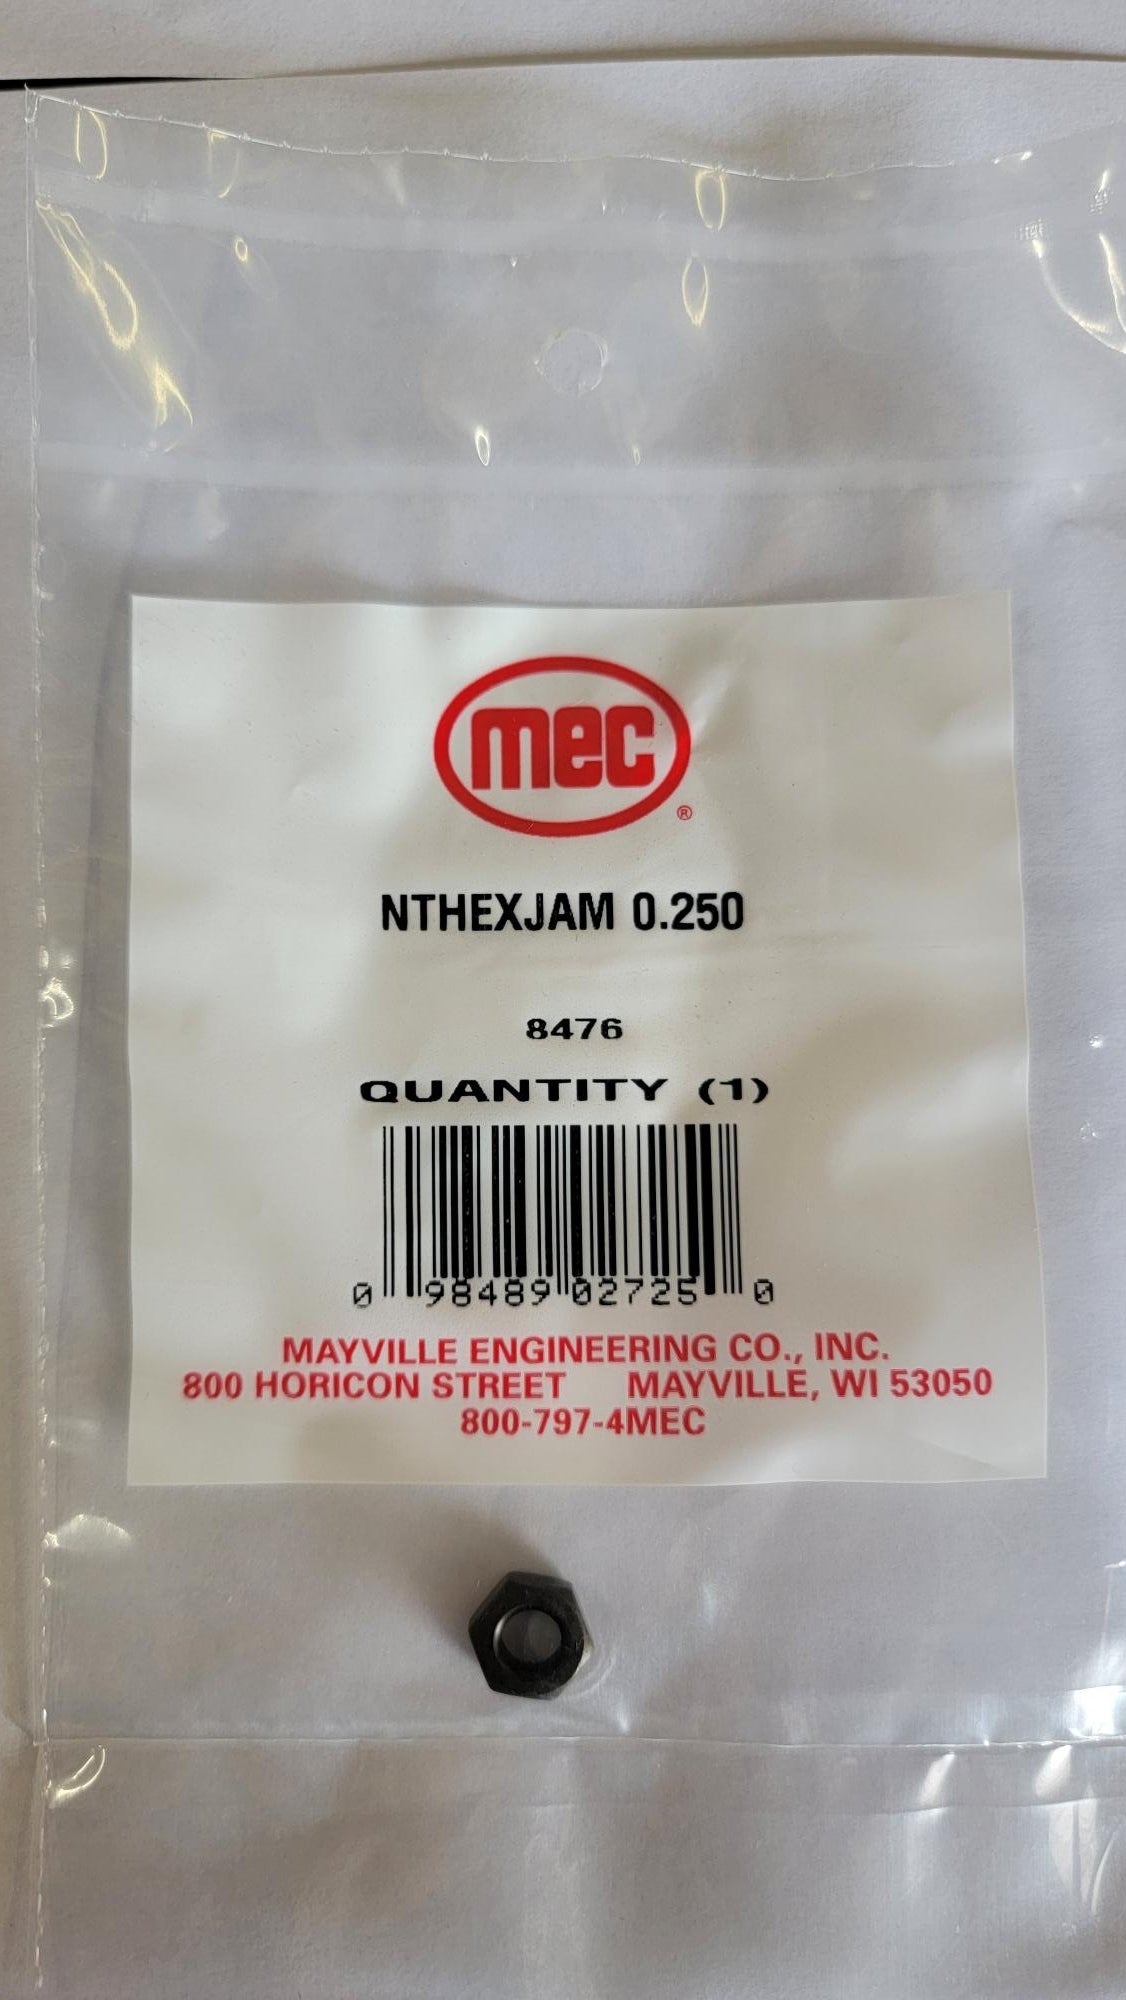 mec
®
NTHEXJAM 0.250
8476
QUANTITY (1)
0 98489 02725 0
MAYVILLE ENGINEERING CO., INC.
800 HORICON STREET MAYVILLE, WI 53050
800-797-4MEC